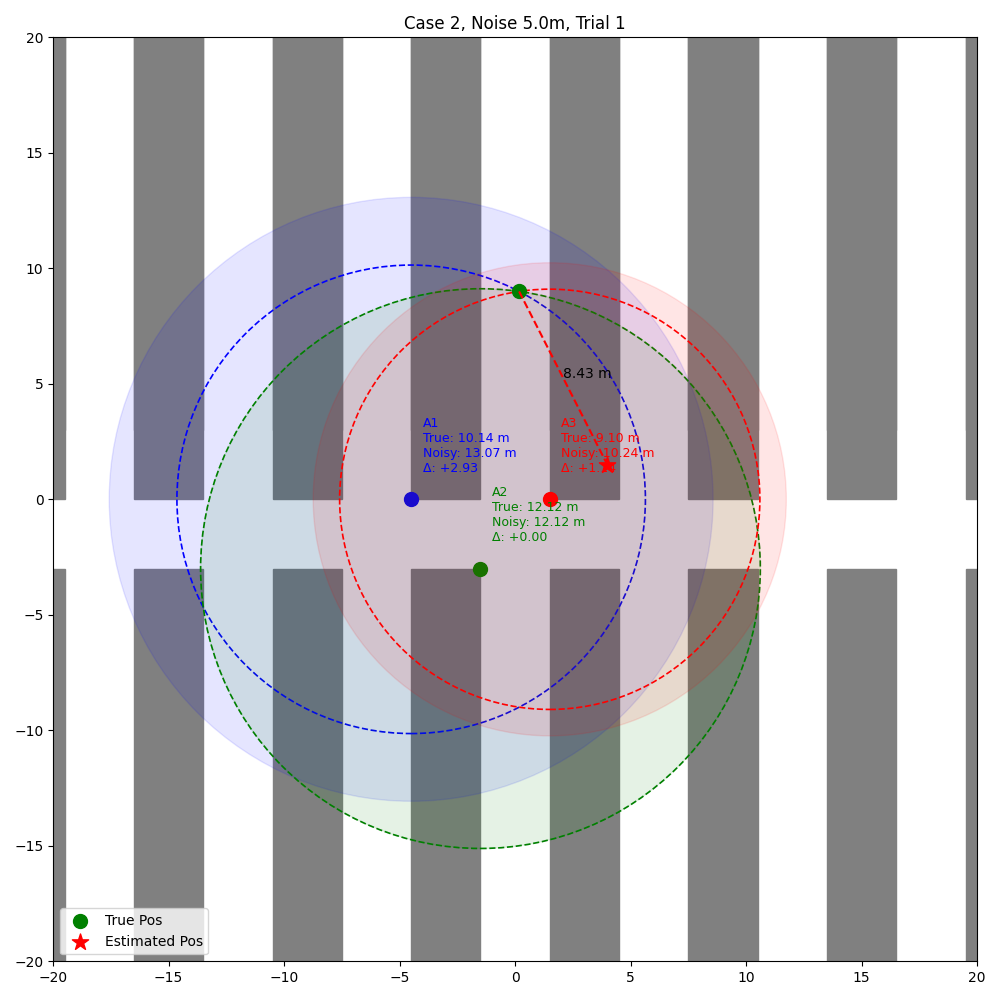 Case 2, Noise 5.0m, Trial 1
20
15
10
5
0
−5
−10
−15
−20
8.43 m
A1
True: 10.14 m
Noisy: 13.07 m
Δ: +2.93
A3
True: 9.10 m
Noisy: 10.24 m
Δ: +1.
A2
True: 12.12 m
Noisy: 12.12 m
Δ: +0.00
True Pos
Estimated Pos
−20
−15
−10
−5
0
5
10
15
20